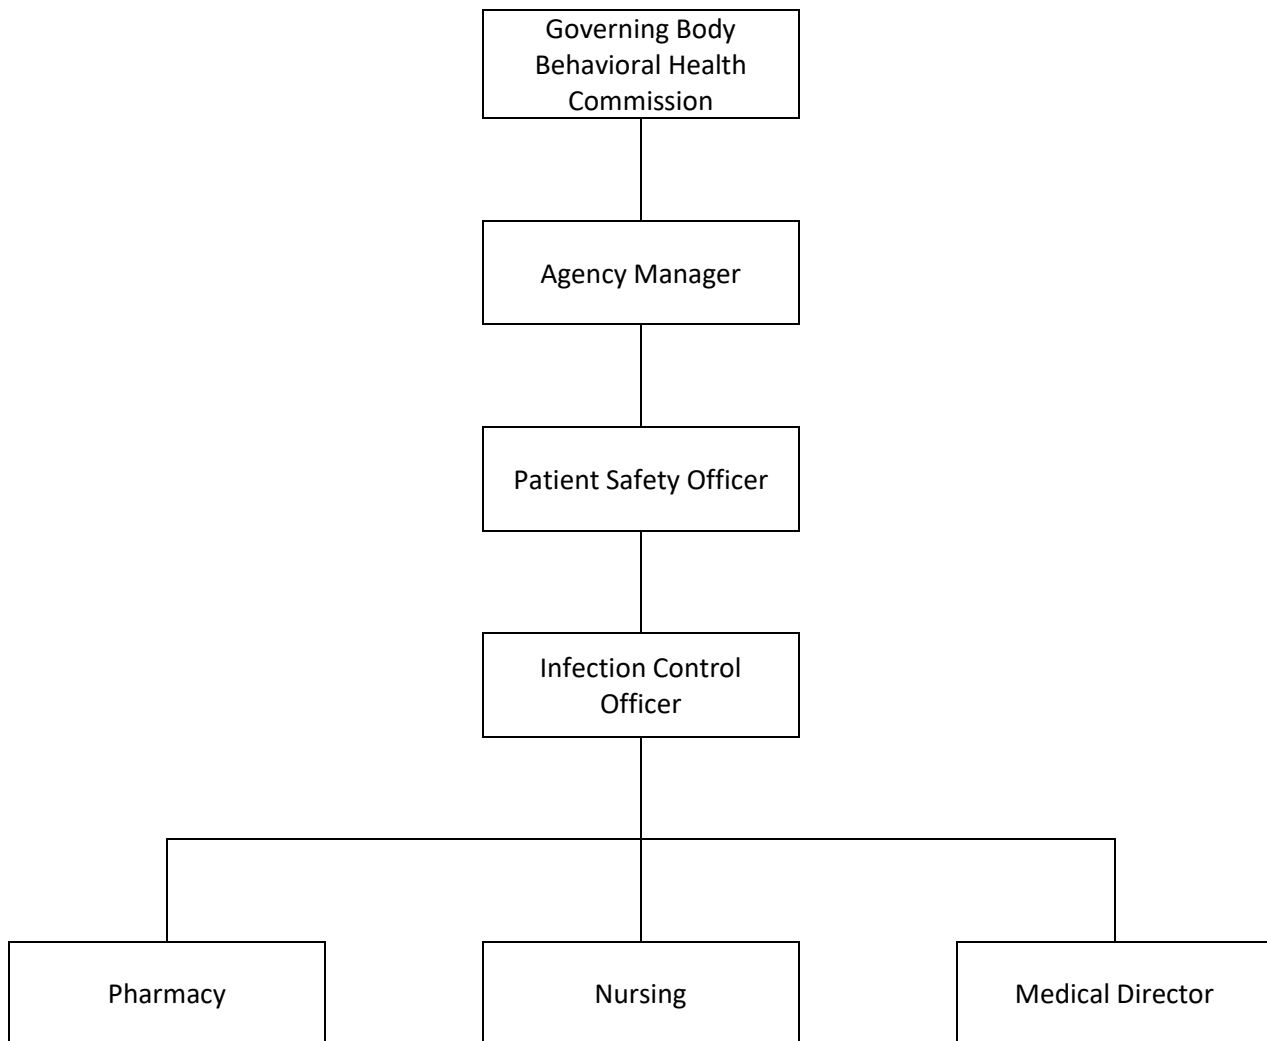 Governing Body
Behavioral Health
Commission
Agency Manager
Patient Safety Officer
Infection Control
Officer
Pharmacy
Nursing
Medical Director